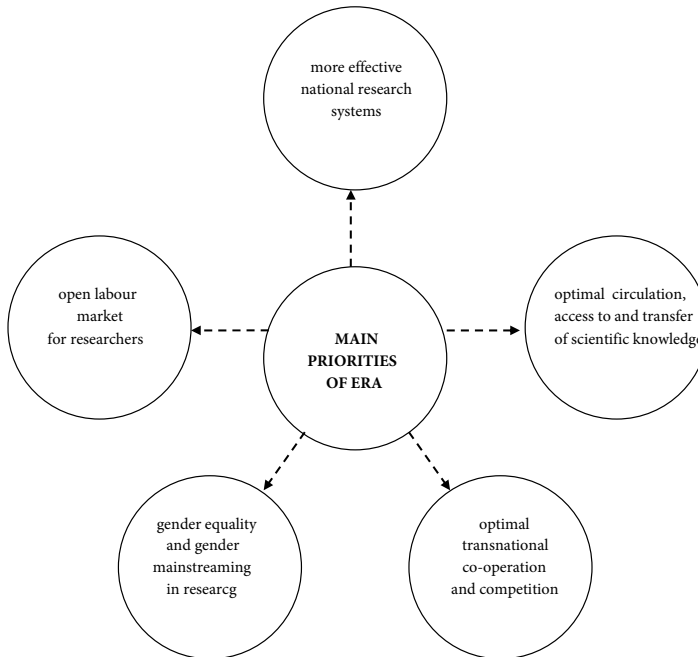 more effective
national research
systems
open labour
market
for researchers
optimal circulation,
access to and transfer
of scientific knowledge
MAIN
PRIORITIES
OF ERA
gender equality
and gender
mainstreaming
in researcg
optimal
transnational
co-operation
and competition